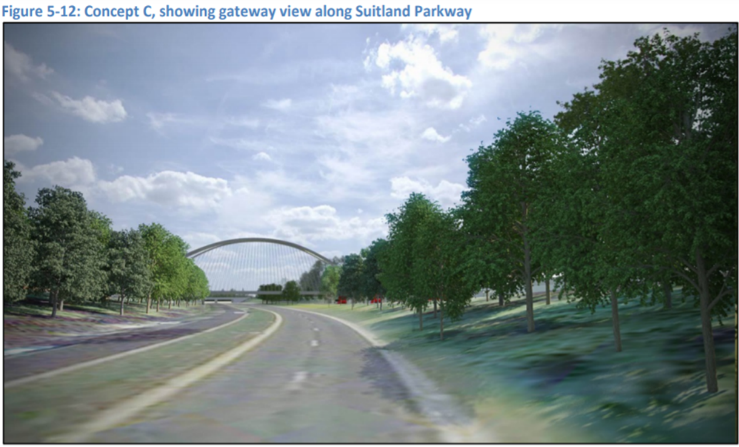 Figure 5-12: Concept C, showing gateway view along Suitland Parkway